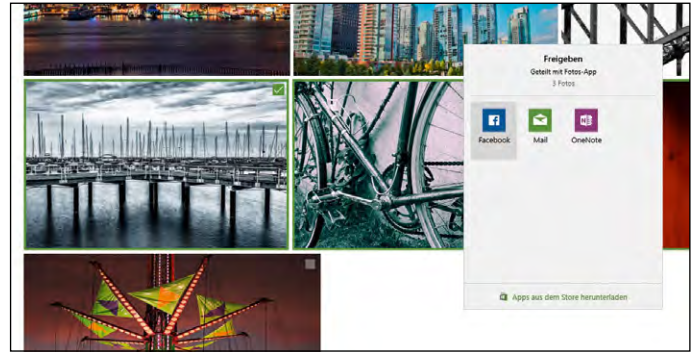 Freigeben
Geteilt mit Fotos-App
3 Fotos
Facebook
Mail
OneNote
Apps aus dem Store herunterladen